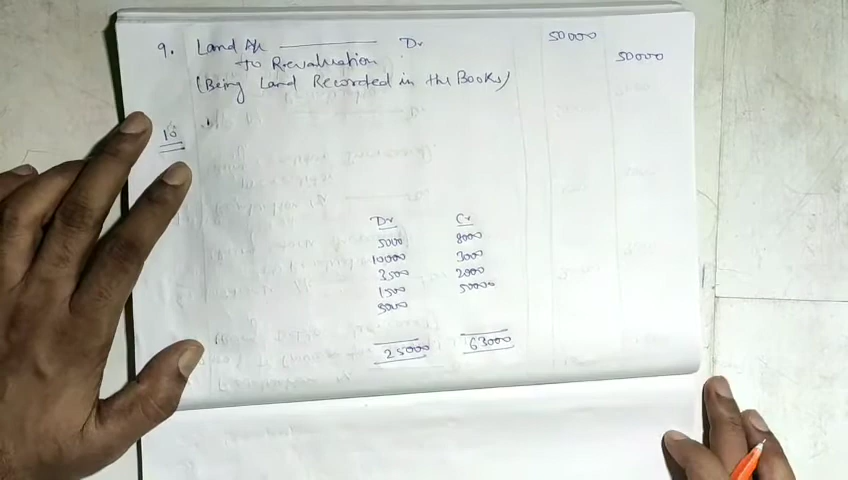 9. Land A/c ———— Dr 50000
To Revaluation 50000
(Being Land Recorded in the Books)
10
Dr Cr
5000 8000
10000 3000
3500 2000
1500 50000
5000
25000 63000